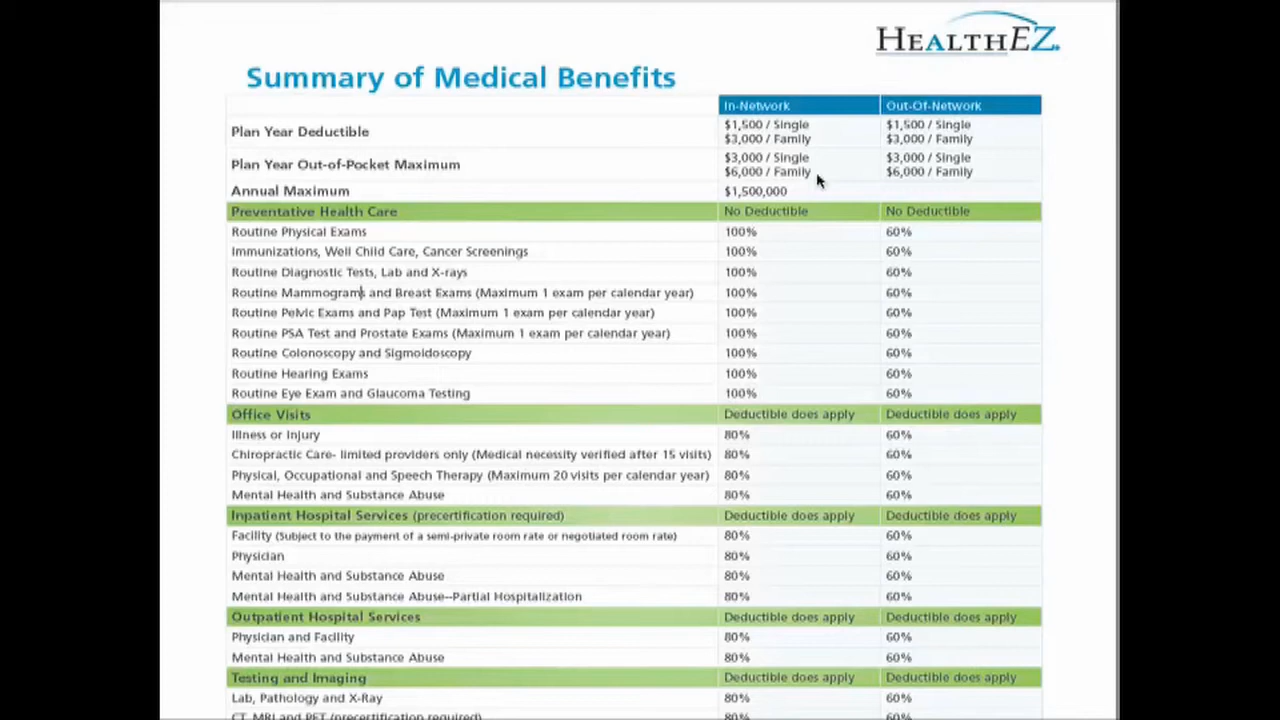 HEALTHEZ.
Summary of Medical Benefits
In-Network Out-Of-Network
Plan Year Deductible $1,500 / Single $1,500 / Single
$3,000 / Family $3,000 / Family
Plan Year Out-of-Pocket Maximum $3,000 / Single $3,000 / Single
$6,000 / Family $6,000 / Family
Annual Maximum $1,500,000
Preventative Health Care No Deductible No Deductible
Routine Physical Exams 100% 60%
Immunizations, Well Child Care, Cancer Screenings 100% 60%
Routine Diagnostic Tests, Lab and X-rays 100% 60%
Routine Mammograms and Breast Exams (Maximum 1 exam per calendar year) 100% 60%
Routine Pelvic Exams and Pap Test (Maximum 1 exam per calendar year) 100% 60%
Routine PSA Test and Prostate Exams (Maximum 1 exam per calendar year) 100% 60%
Routine Colonoscopy and Sigmoidoscopy 100% 60%
Routine Hearing Exams 100% 60%
Routine Eye Exam and Glaucoma Testing 100% 60%
Office Visits Deductible does apply Deductible does apply
Illness or Injury 80% 60%
Chiropractic Care- limited providers only (Medical necessity verified after 15 visits) 80% 60%
Physical, Occupational and Speech Therapy (Maximum 20 visits per calendar year) 80% 60%
Mental Health and Substance Abuse 80% 60%
Inpatient Hospital Services (precertification required) Deductible does apply Deductible does apply
Facility (Subject to the payment of a semi-private room rate or negotiated room rate) 80% 60%
Physician 80% 60%
Mental Health and Substance Abuse 80% 60%
Mental Health and Substance Abuse--Partial Hospitalization 80% 60%
Outpatient Hospital Services Deductible does apply Deductible does apply
Physician and Facility 80% 60%
Mental Health and Substance Abuse 80% 60%
Testing and Imaging Deductible does apply Deductible does apply
Lab, Pathology and X-Ray 80% 60%
CT, MRI and PET (precertification required) 80% 60%